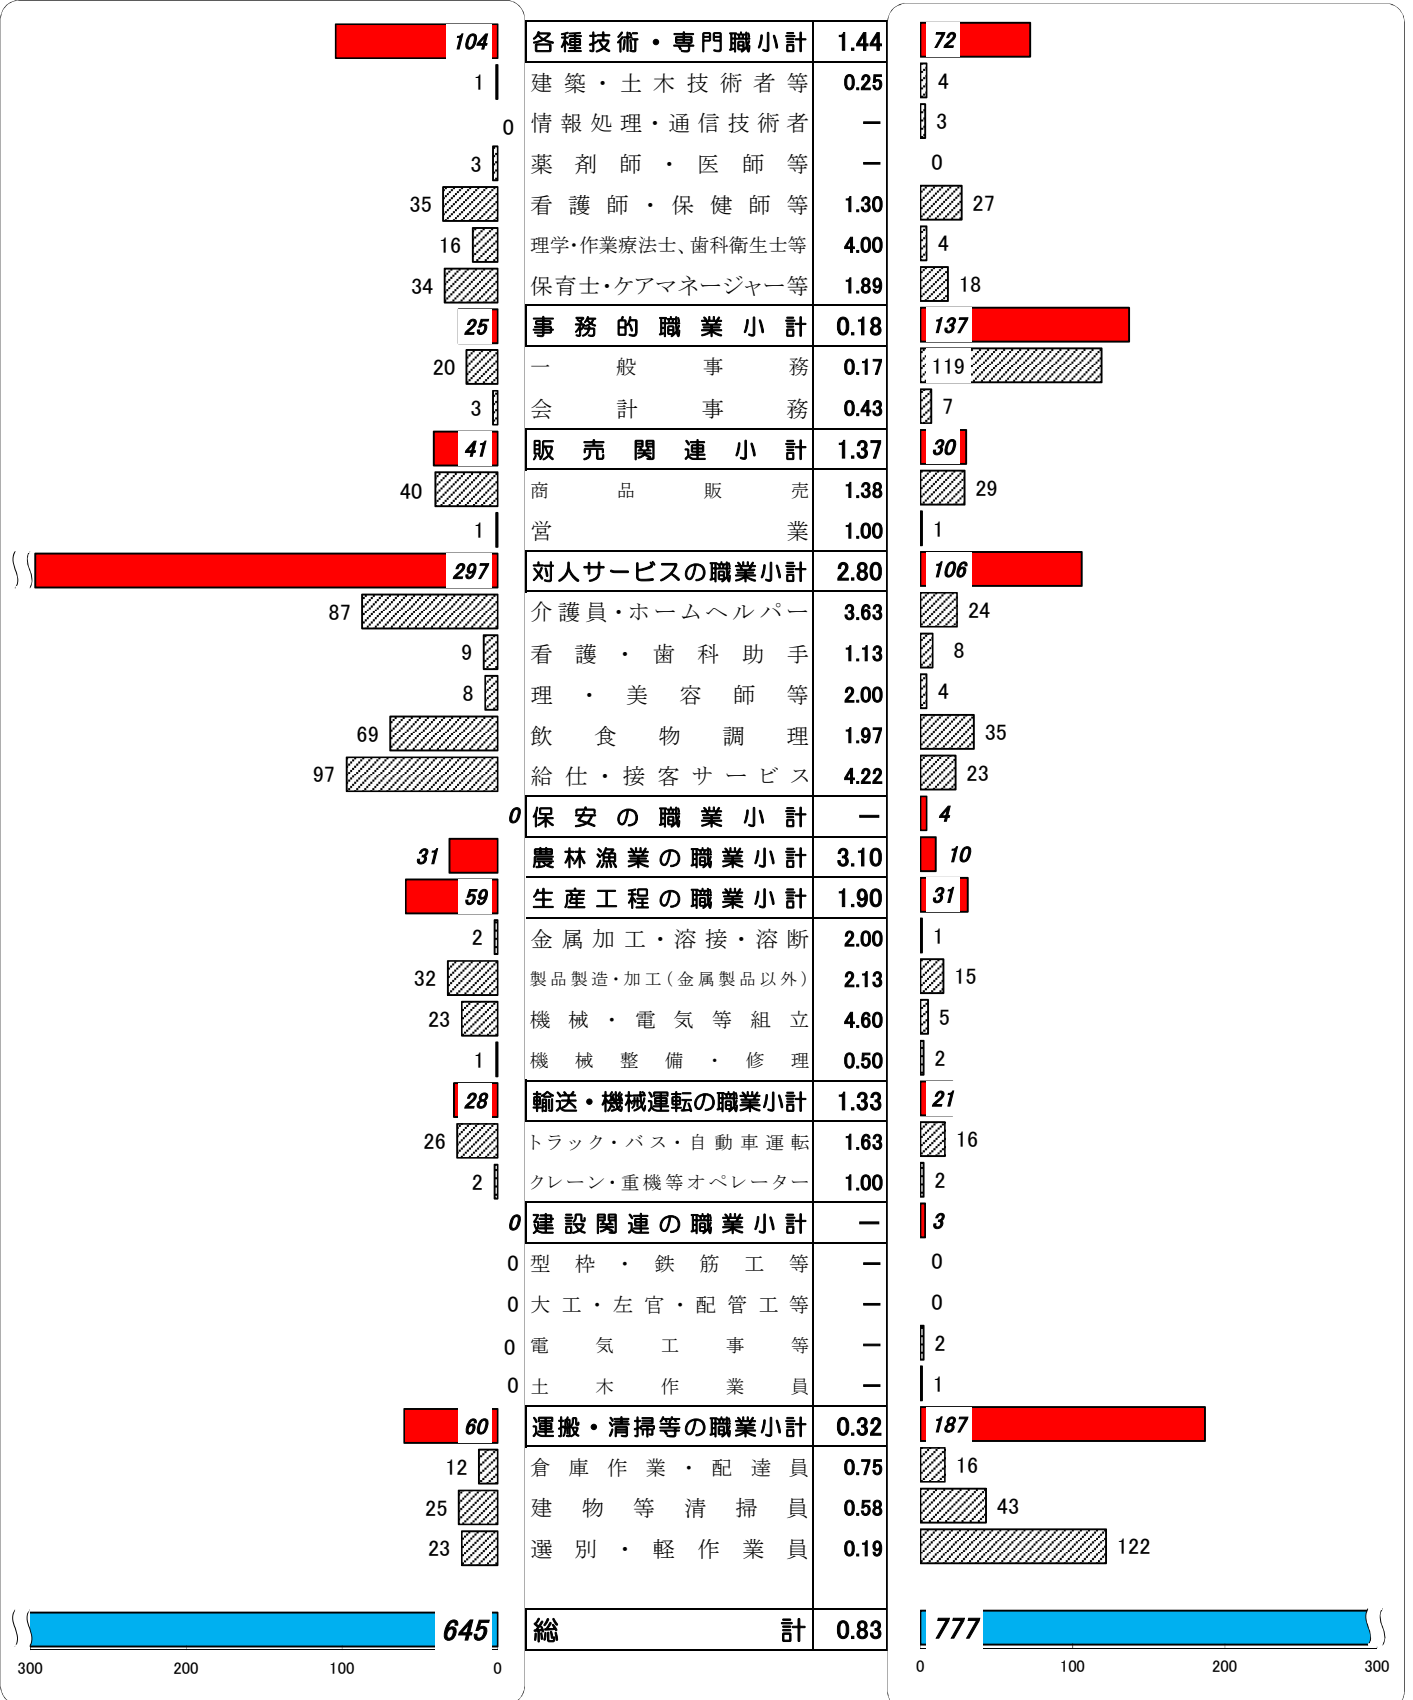 104 各種技術・専門職小計 1.44 72
1 建築・土木技術者等 0.25 4
0 情報処理・通信技術者 ー 3
3 薬剤師・医師等 ー 0
35 看護師・保健師等 1.30 27
16 理学・作業療法士、歯科衛生士等 4.00 4
34 保育士・ケアマネージャー等 1.89 18
25 事務的職業小計 0.18 137
20 一般事務 0.17 119
3 会計事務 0.43 7
41 販売関連小計 1.37 30
40 商品販売 1.38 29
1 営業 1.00 1
297 対人サービスの職業小計 2.80 106
87 介護員・ホームヘルパー 3.63 24
9 看護・歯科助手 1.13 8
8 理・美容師等 2.00 4
69 飲食物調理 1.97 35
97 給仕・接客サービス 4.22 23
0 保安の職業小計 ー 4
31 農林漁業の職業小計 3.10 10
59 生産工程の職業小計 1.90 31
2 金属加工・溶接・溶断 2.00 1
32 製品製造・加工(金属製品以外) 2.13 15
23 機械・電気等組立 4.60 5
1 機械整備・修理 0.50 2
28 輸送・機械運転の職業小計 1.33 21
26 トラック・バス・自動車運転 1.63 16
2 クレーン・重機等オペレーター 1.00 2
0 建設関連の職業小計 ー 3
0 型枠・鉄筋工等 ー 0
0 大工・左官・配管工等 ー 0
0 電気工事等 ー 2
0 土木作業員 ー 1
60 運搬・清掃等の職業小計 0.32 187
12 倉庫作業・配達員 0.75 16
25 建物等清掃員 0.58 43
23 選別・軽作業員 0.19 122
645 総計 0.83 777
300 200 100 0 0 100 200 300